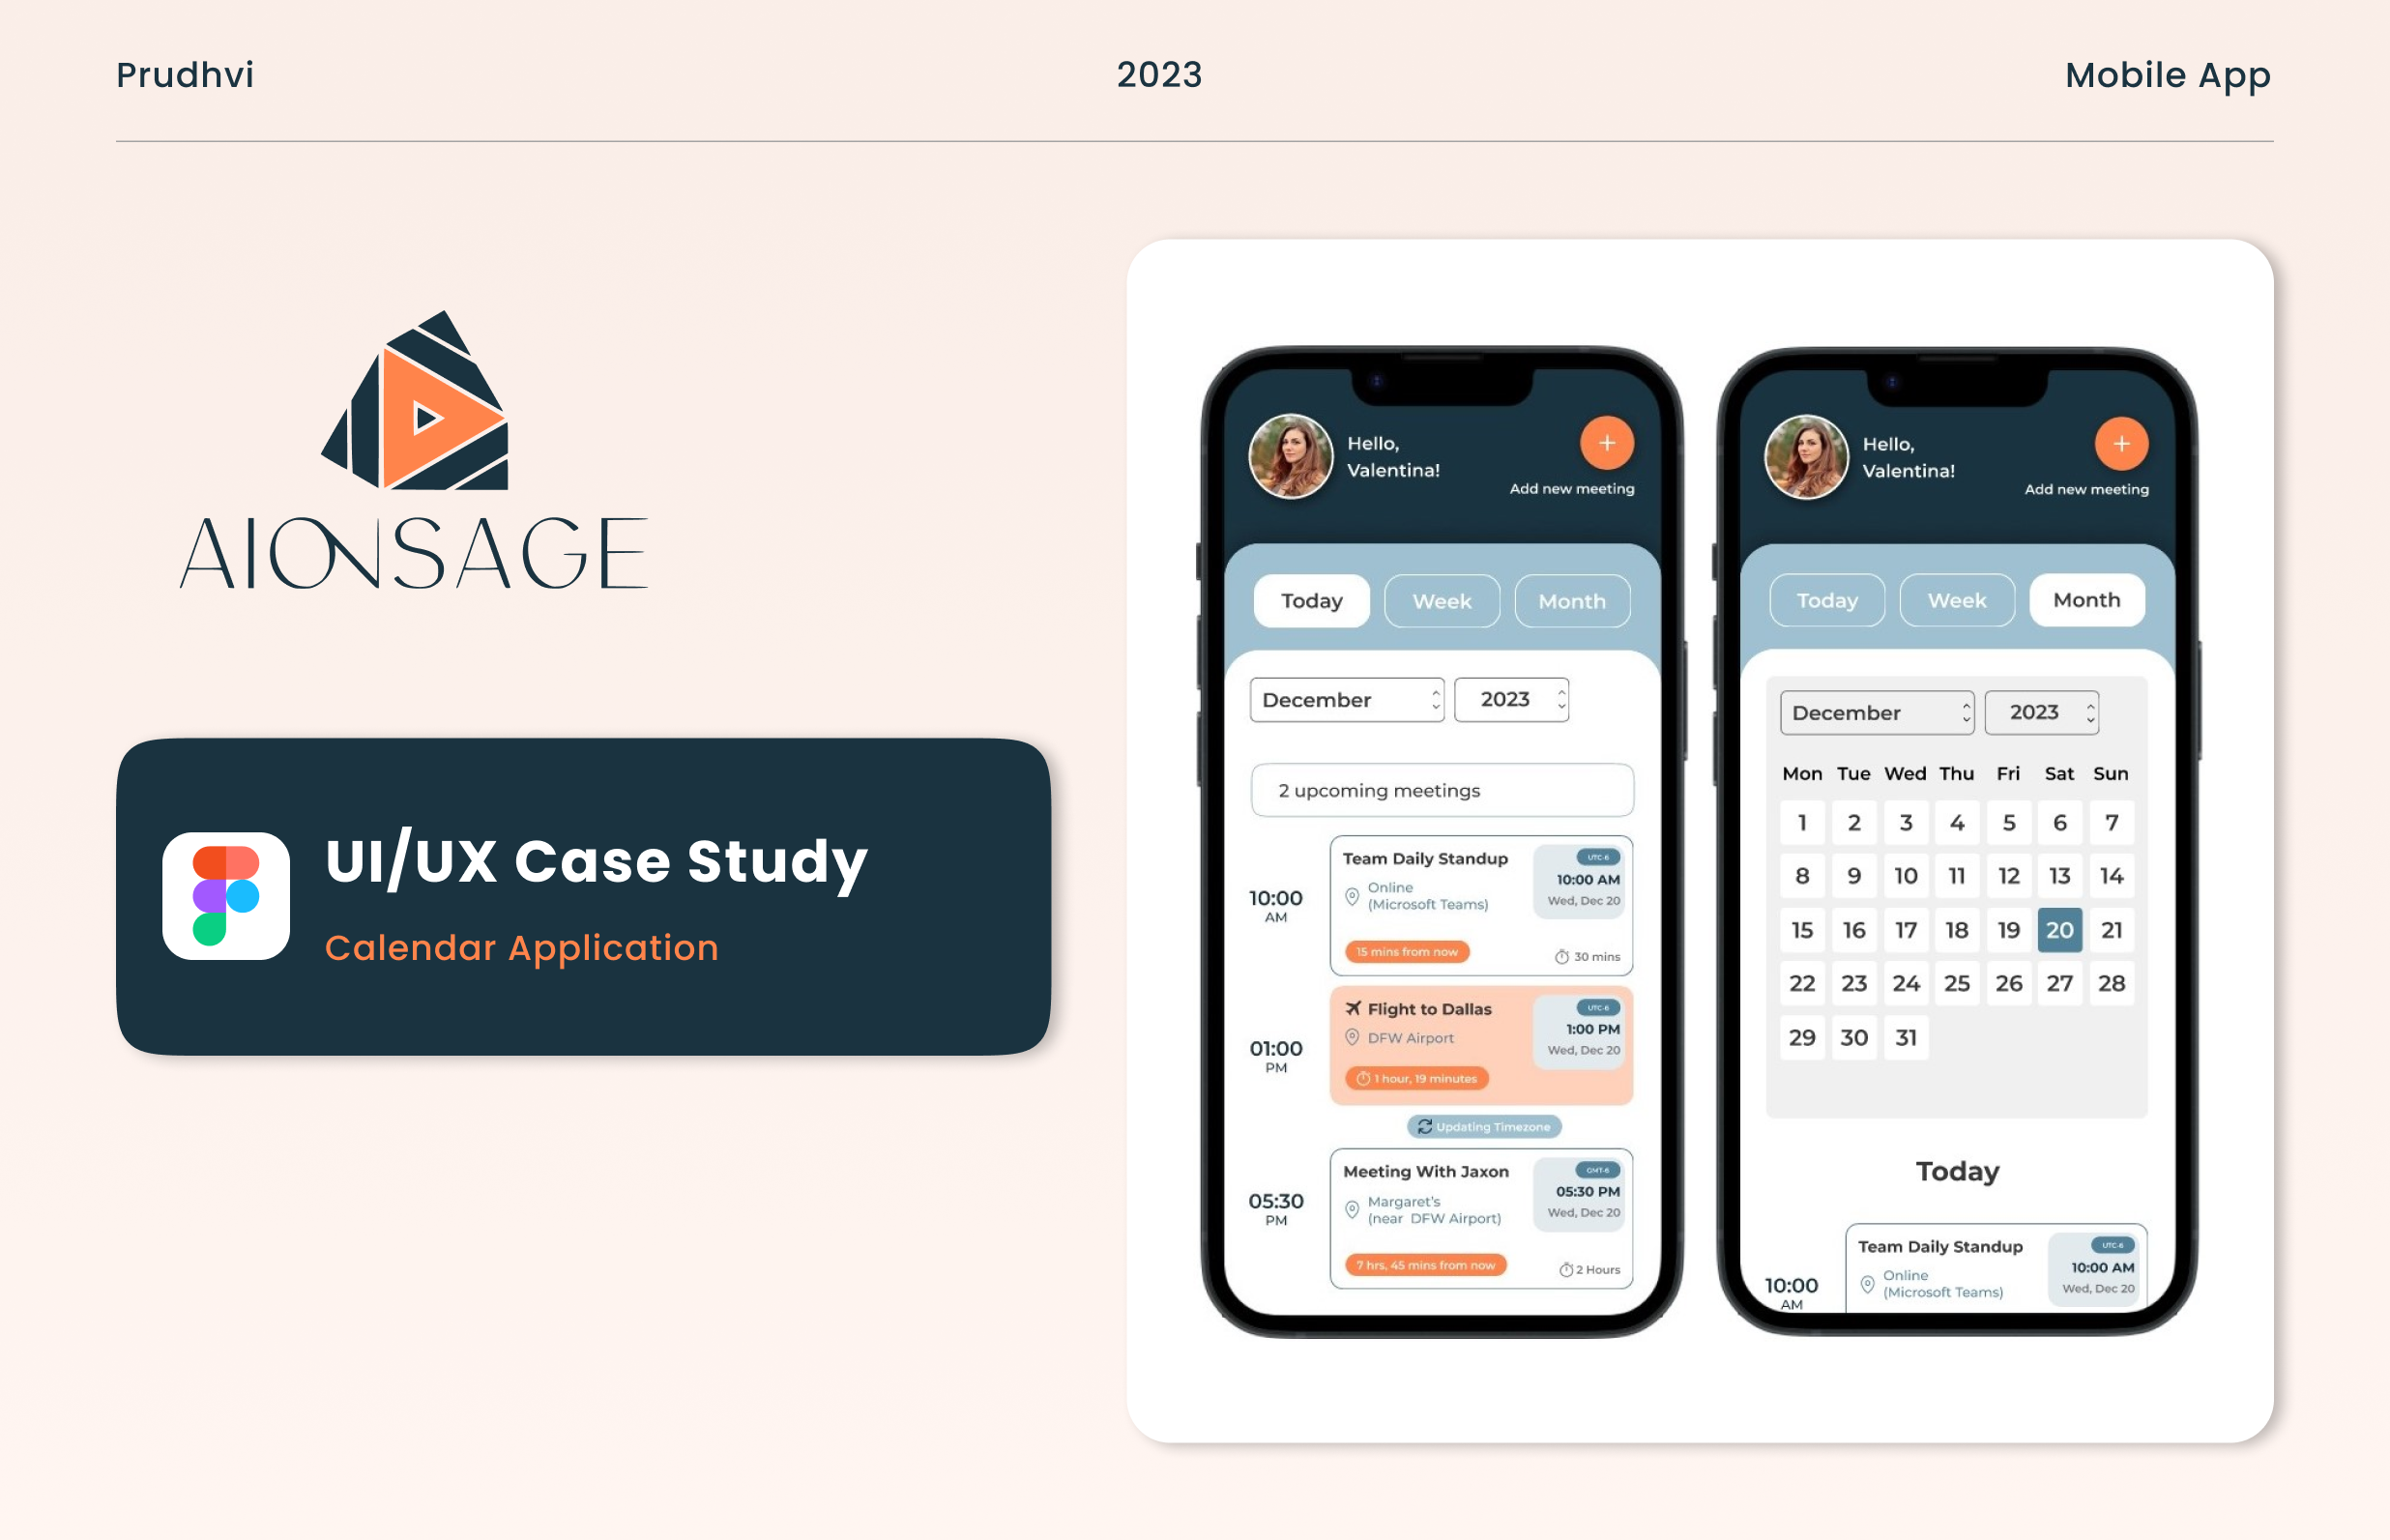 Prudhvi
2023
Mobile App
AIONSAGE
UI/UX Case Study
Calendar Application
Hello,
Valentina!
+
Add new meeting
Today
Week
Month
December
2023
2 upcoming meetings
10:00
AM
Team Daily Standup
Online
(Microsoft Teams)
UTC-6
10:00 AM
Wed, Dec 20
15 mins from now
30 mins
01:00
PM
Flight to Dallas
DFW Airport
UTC-6
1:00 PM
Wed, Dec 20
1 hour, 19 minutes
Updating Timezone
05:30
PM
Meeting With Jaxon
Margaret's
(near DFW Airport)
GMT-6
05:30 PM
Wed, Dec 20
7 hrs, 45 mins from now
2 Hours
Hello,
Valentina!
+
Add new meeting
Today
Week
Month
December
2023
Mon Tue Wed Thu Fri Sat Sun
1 2 3 4 5 6 7
8 9 10 11 12 13 14
15 16 17 18 19 20 21
22 23 24 25 26 27 28
29 30 31
Today
10:00
AM
Team Daily Standup
Online
(Microsoft Teams)
UTC-6
10:00 AM
Wed, Dec 20